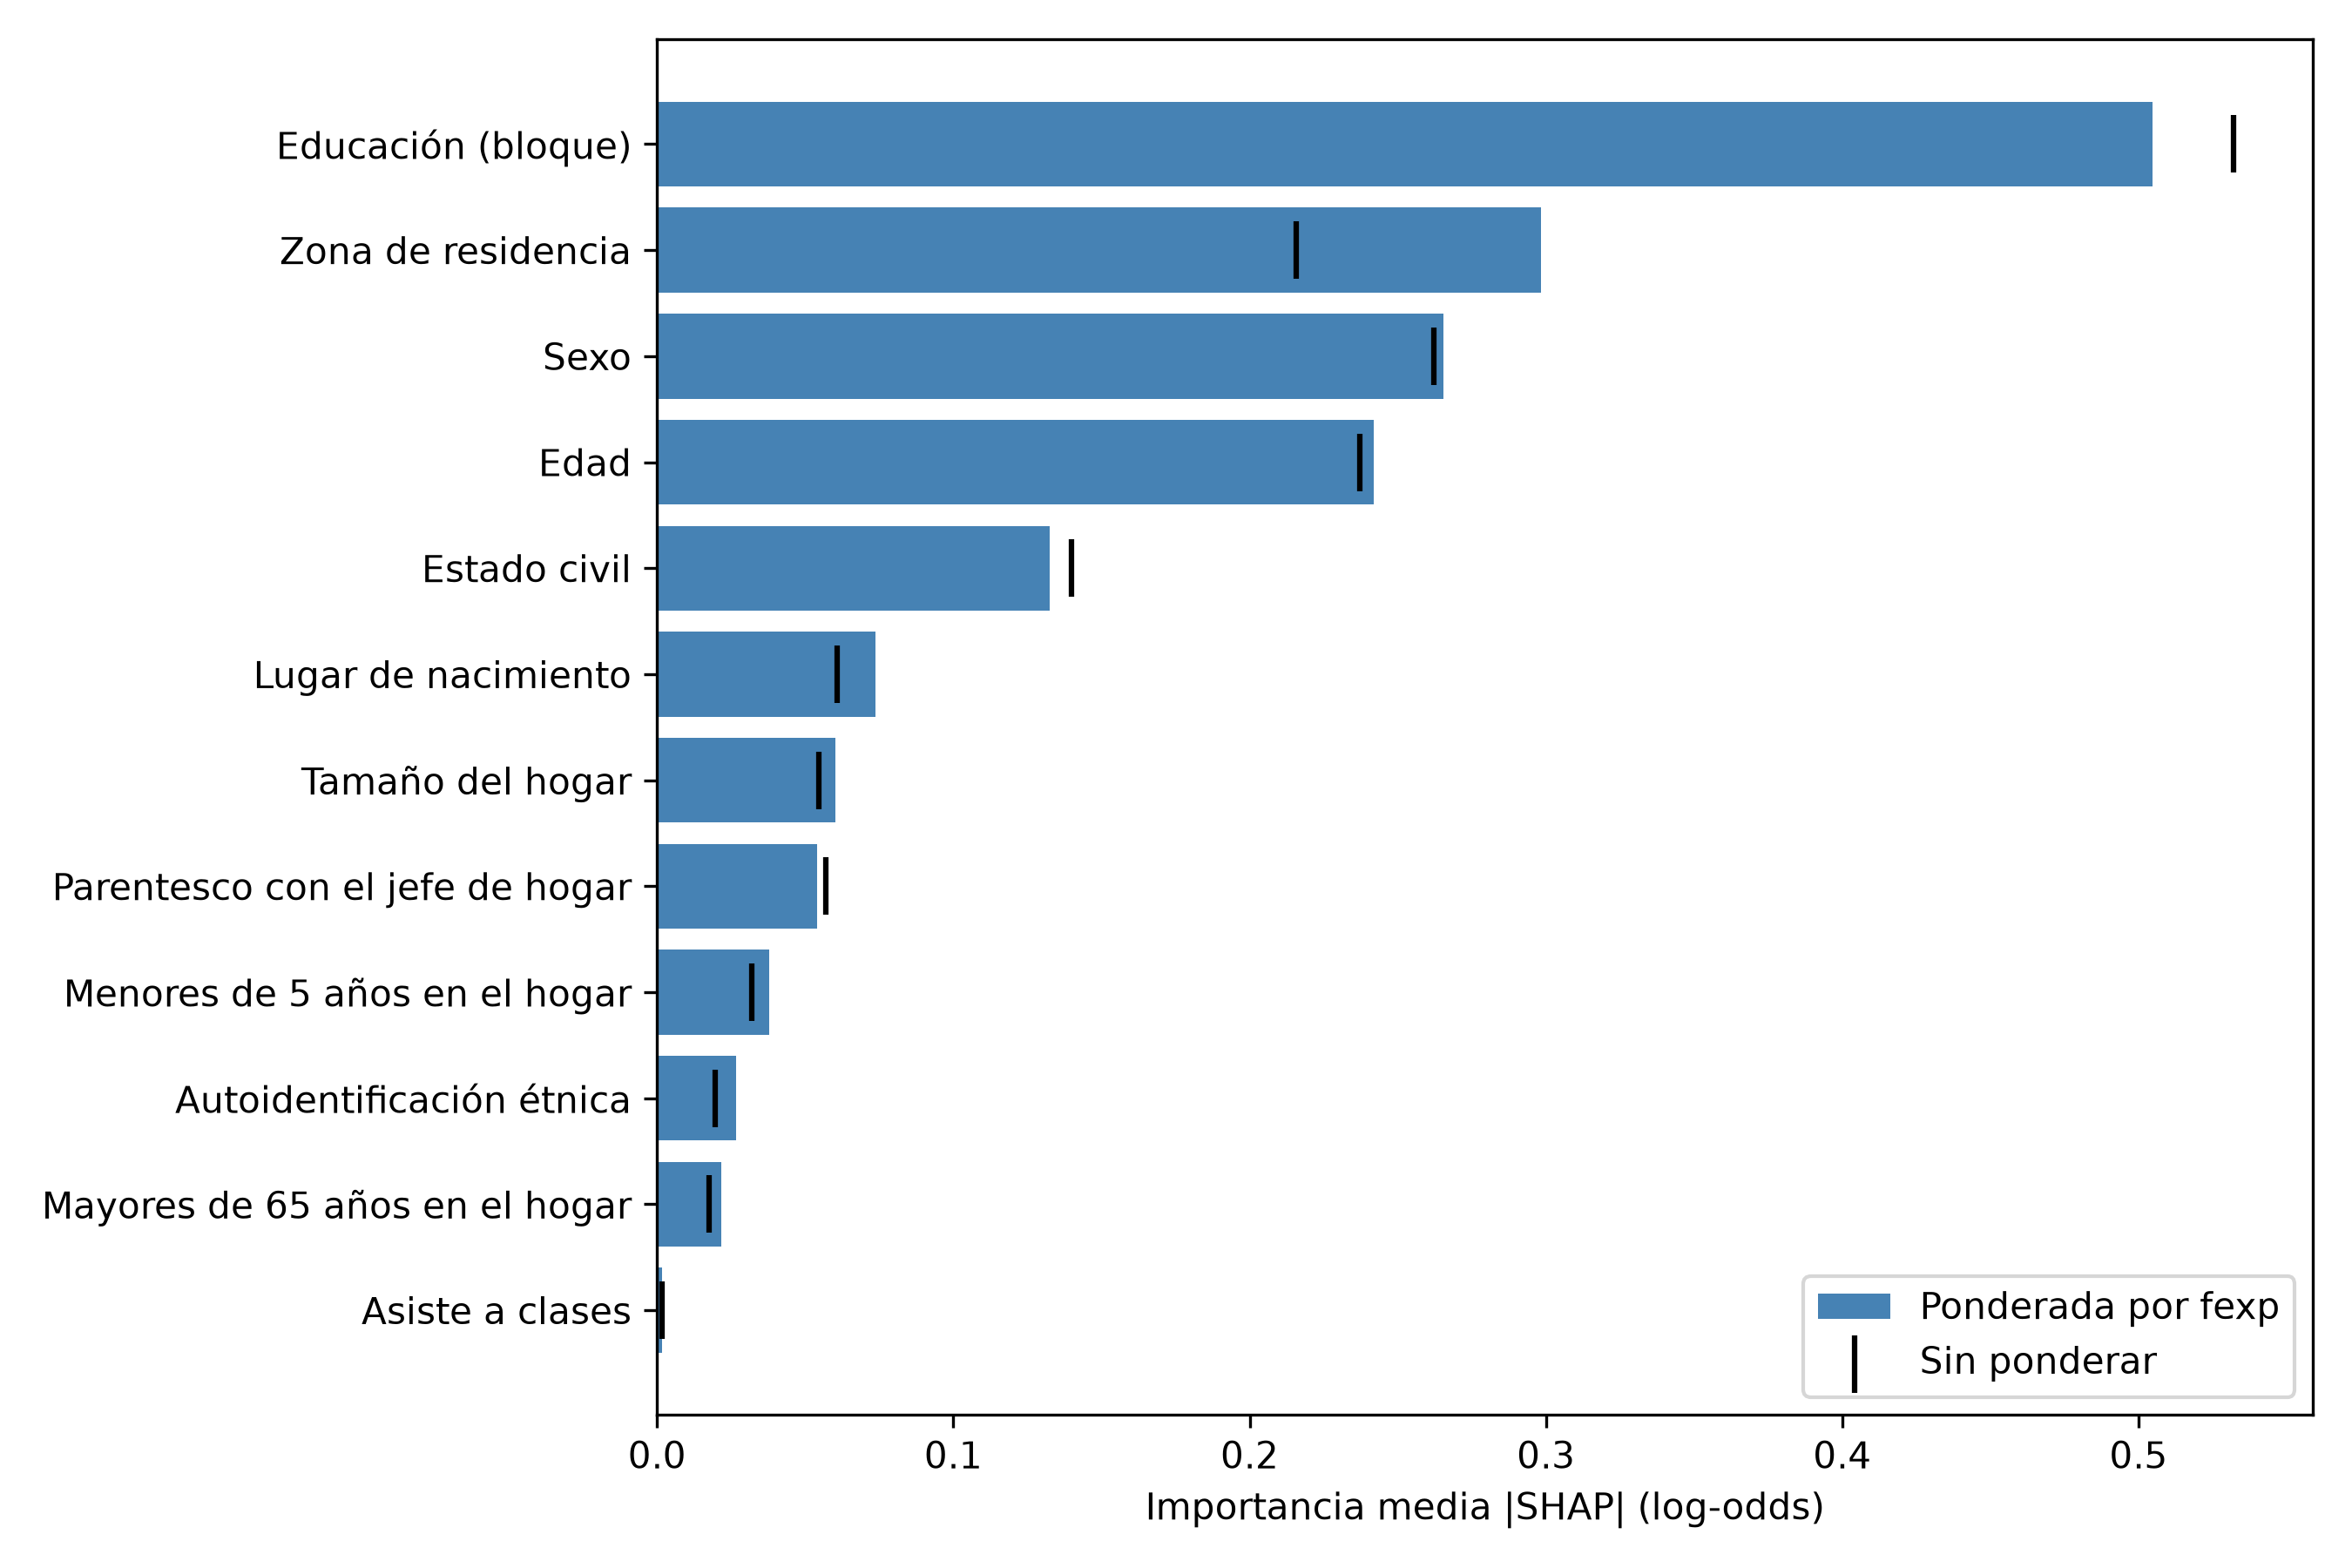 Educación (bloque)
Zona de residencia
Sexo
Edad
Estado civil
Lugar de nacimiento
Tamaño del hogar
Parentesco con el jefe de hogar
Menores de 5 años en el hogar
Autoidentificación étnica
Mayores de 65 años en el hogar
Asiste a clases
Ponderada por fexp
Sin ponderar
0.0 0.1 0.2 0.3 0.4 0.5
Importancia media |SHAP| (log-odds)